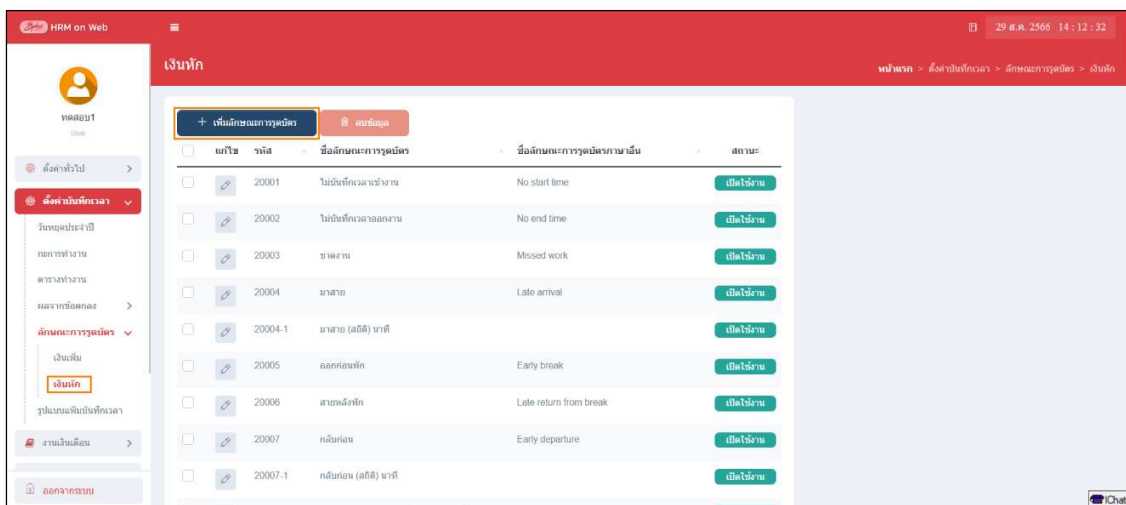 HRM on Web
29 ส.ค. 2566 14 : 12 : 32
เงินหัก
หน้าแรก > ตั้งค่าบันทึกเวลา > ลักษณะการรูดบัตร > เงินหัก
ทดสอบ1
User
ตั้งค่าทั่วไป
ตั้งค่าบันทึกเวลา
วันหยุดประจำปี
กะการทำงาน
ตารางทำงาน
ผลจากข้อตกลง
ลักษณะการรูดบัตร
เงินเพิ่ม
เงินหัก
รูปแบบแฟ้มบันทึกเวลา
งานเงินเดือน
ออกจากระบบ
+ เพิ่มลักษณะการรูดบัตร ลบข้อมูล
แก้ไข รหัส ชื่อลักษณะการรูดบัตร ชื่อลักษณะการรูดบัตรภาษาอื่น สถานะ
20001 ไม่บันทึกเวลาเข้างาน No start time เปิดใช้งาน
20002 ไม่บันทึกเวลาออกงาน No end time เปิดใช้งาน
20003 ขาดงาน Missed work เปิดใช้งาน
20004 มาสาย Late arrival เปิดใช้งาน
20004-1 มาสาย (สถิติ) นาที เปิดใช้งาน
20005 ออกก่อนพัก Early break เปิดใช้งาน
20006 สายหลังพัก Late return from break เปิดใช้งาน
20007 กลับก่อน Early departure เปิดใช้งาน
20007-1 กลับก่อน (สถิติ) นาที เปิดใช้งาน
IChat